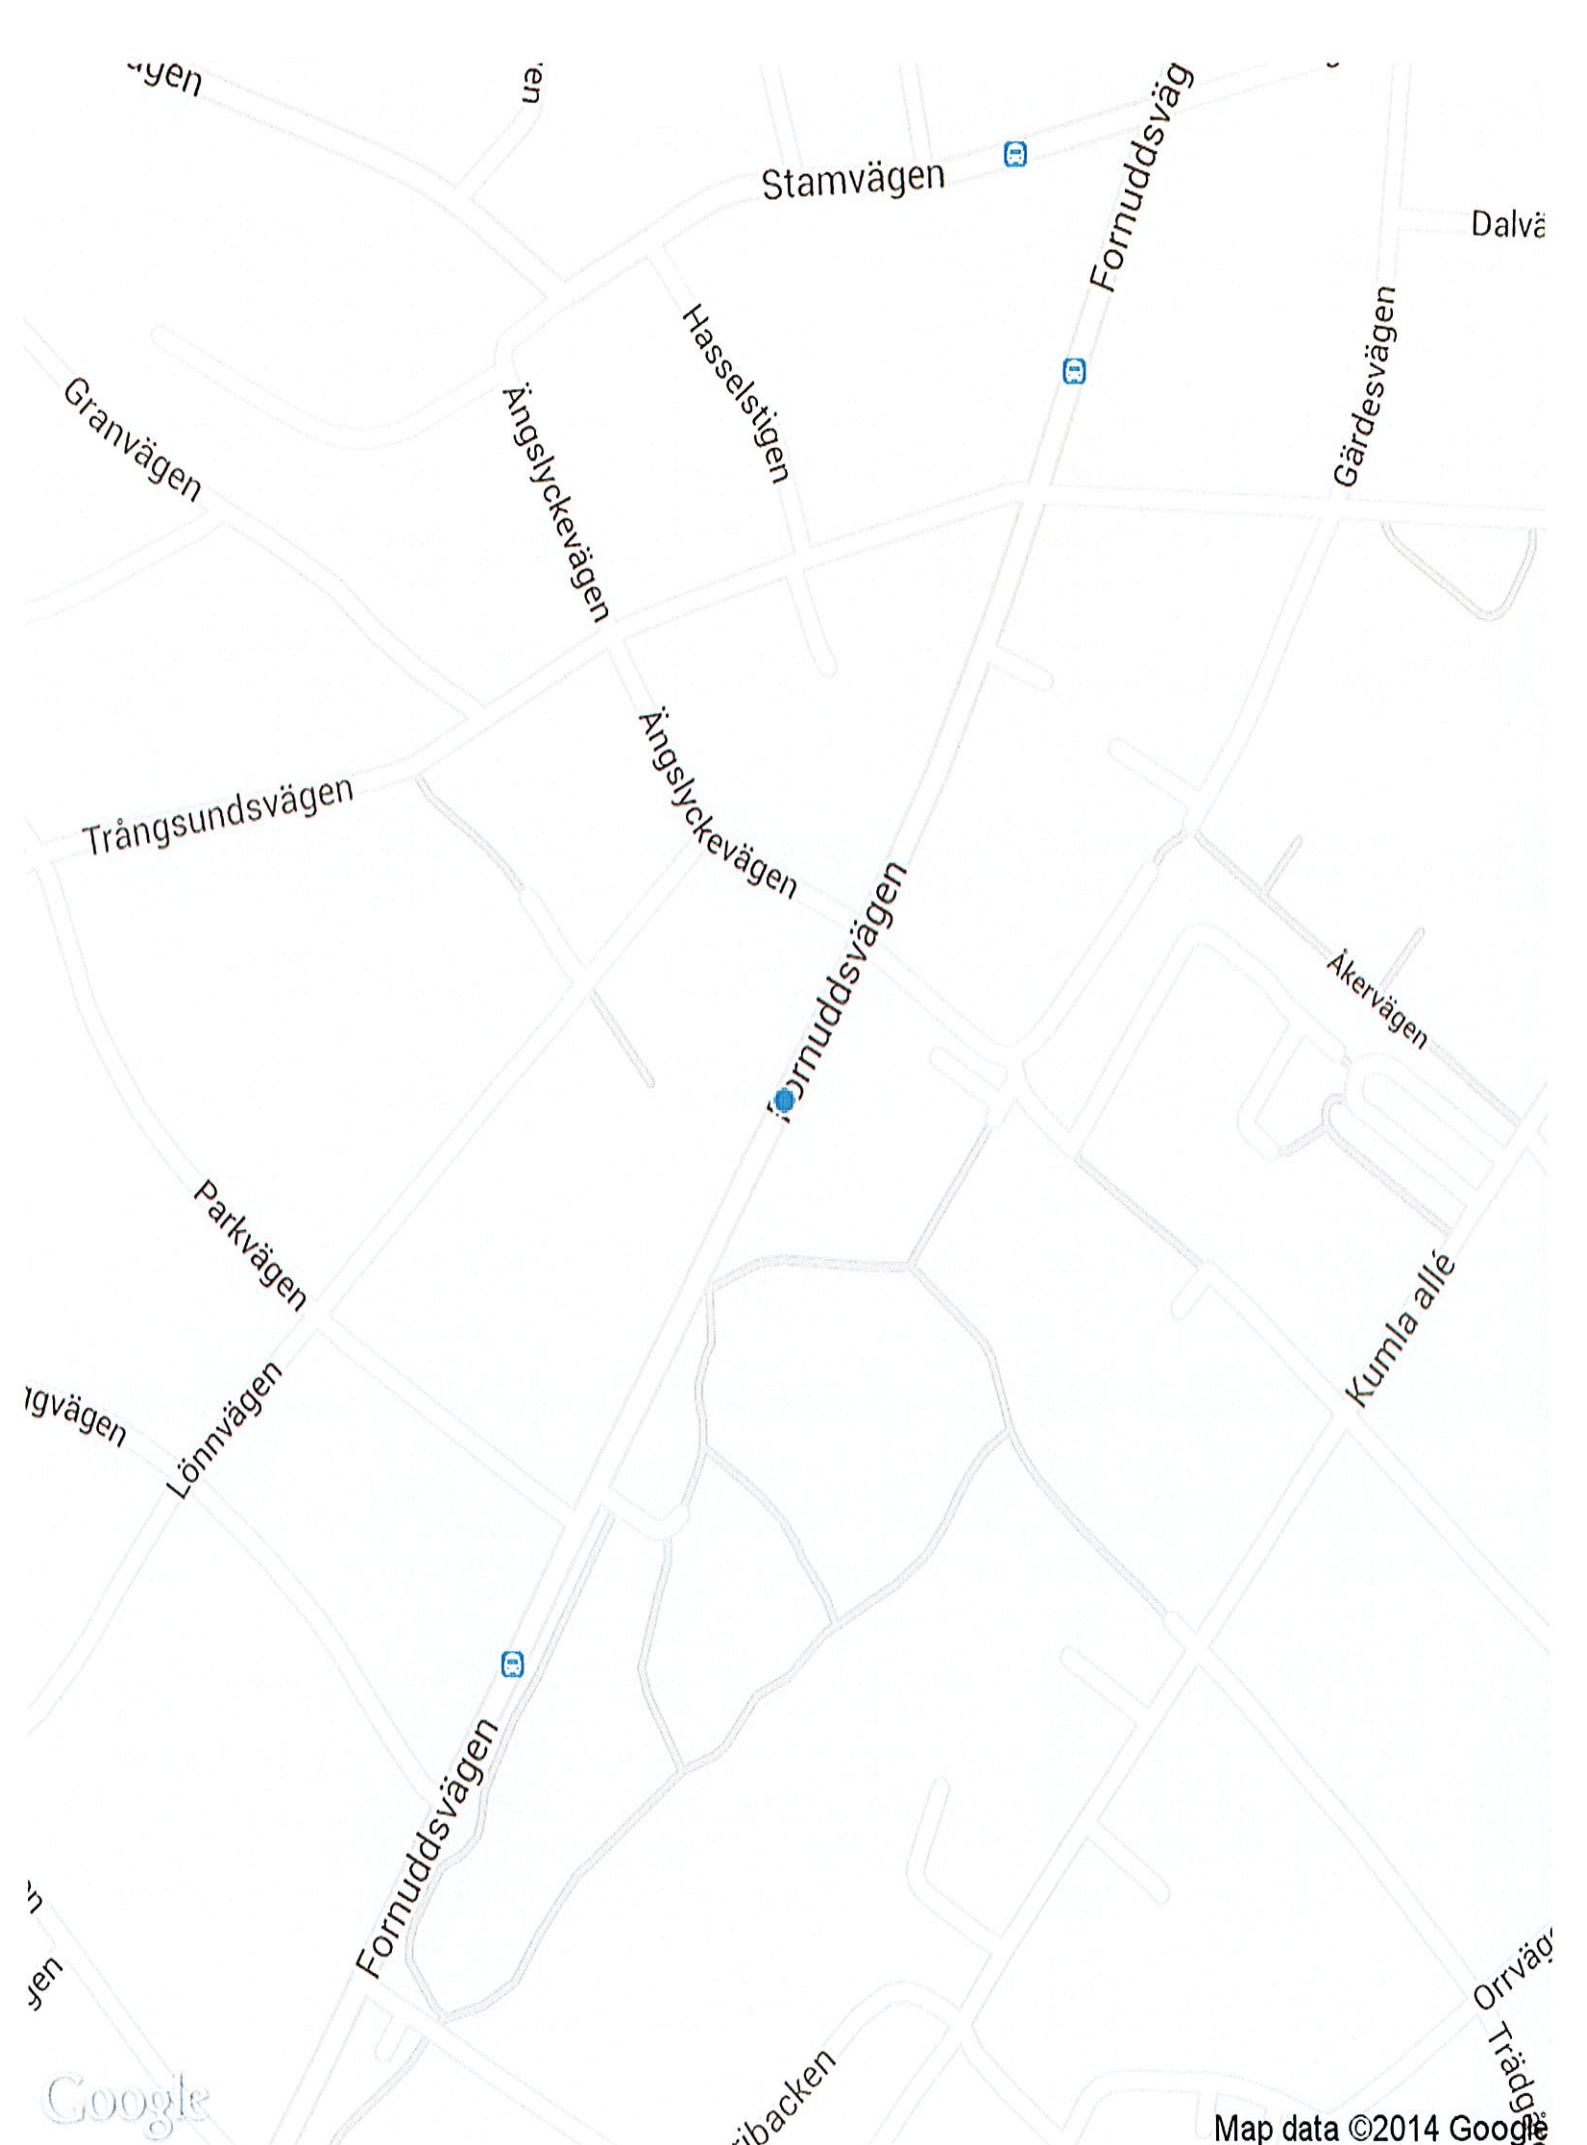 Stamvägen
Fornuddsväg
Dalvä
Hasselstigen
Gärdesvägen
Granvägen
Ängslyckevägen
Ängslyckevägen
Trångsundsvägen
Fornuddsvägen
Åkervägen
Parkvägen
Kumla allé
Lönnvägen
Fornuddsvägen
Google
Map data ©2014 Google